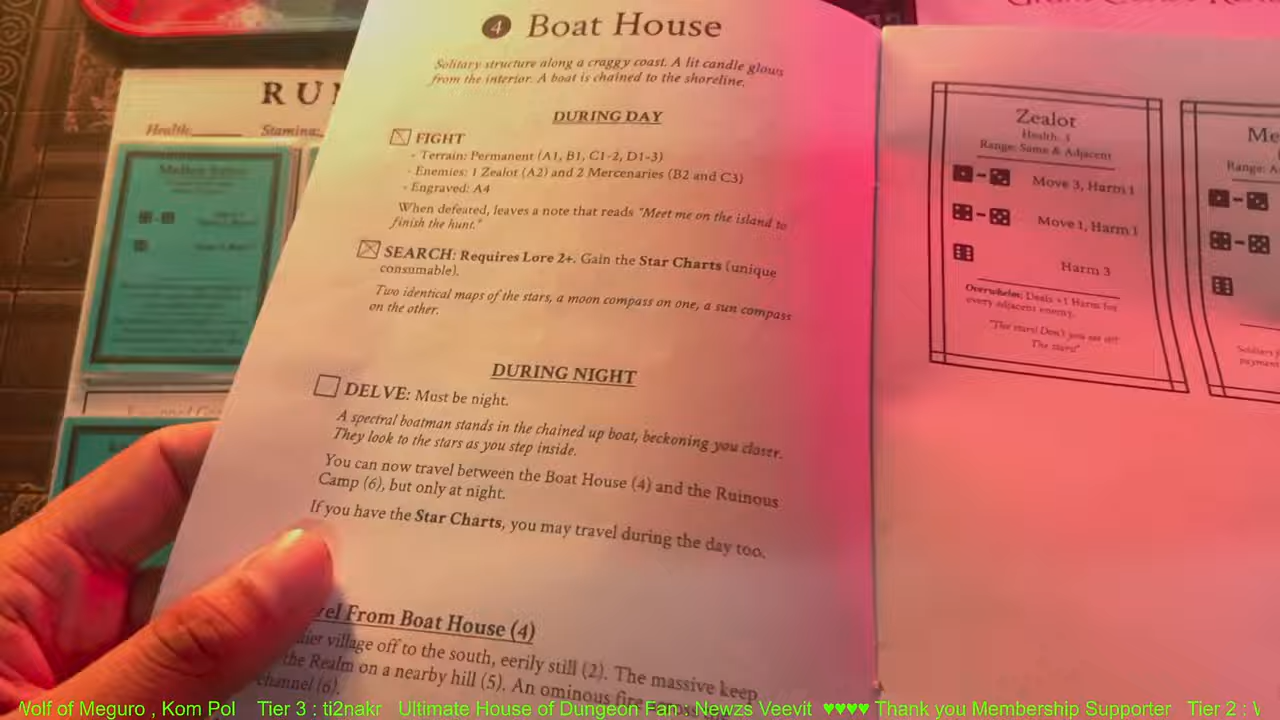 4 Boat House
Solitary structure along a craggy coast. A lit candle glows
from the interior. A boat is chained to the shoreline.
DURING DAY
FIGHT
- Terrain: Permanent (A1, B1, C1-2, D1-3)
- Enemies: 1 Zealot (A2) and 2 Mercenaries (B2 and C3)
- Engraved: A4
When defeated, leaves a note that reads "Meet me on the island to
finish the hunt."
SEARCH: Requires Lore 2+. Gain the Star Charts (unique
consumable).
Two identical maps of the stars, a moon compass on one, a sun compass
on the other.
DURING NIGHT
DELVE: Must be night.
A spectral boatman stands in the chained up boat, beckoning you closer.
They look to the stars as you step inside.
You can now travel between the Boat House (4) and the Ruinous
Camp (6), but only at night.
If you have the Star Charts, you may travel during the day too.
From Boat House (4)
village off to the south, eerily still (2). The massive keep
the Realm on a nearby hill (5). An ominous fire
channel (6).
RU
Health: Stamina:
Zealot
Health: 3
Range: Same & Adjacent
Move 3, Harm 1
Move 1, Harm 1
Harm 3
Overwhelm: Deals +1 Harm for
every adjacent enemy.
"The stars! Don't you see it?
The stars!"
Wolf of Meguro , Kom Pol Tier 3 : ti2nakr Ultimate House of Dungeon Fan : Newzs Veevit ♥♥♥♥ Thank you Membership Supporter Tier 2 :